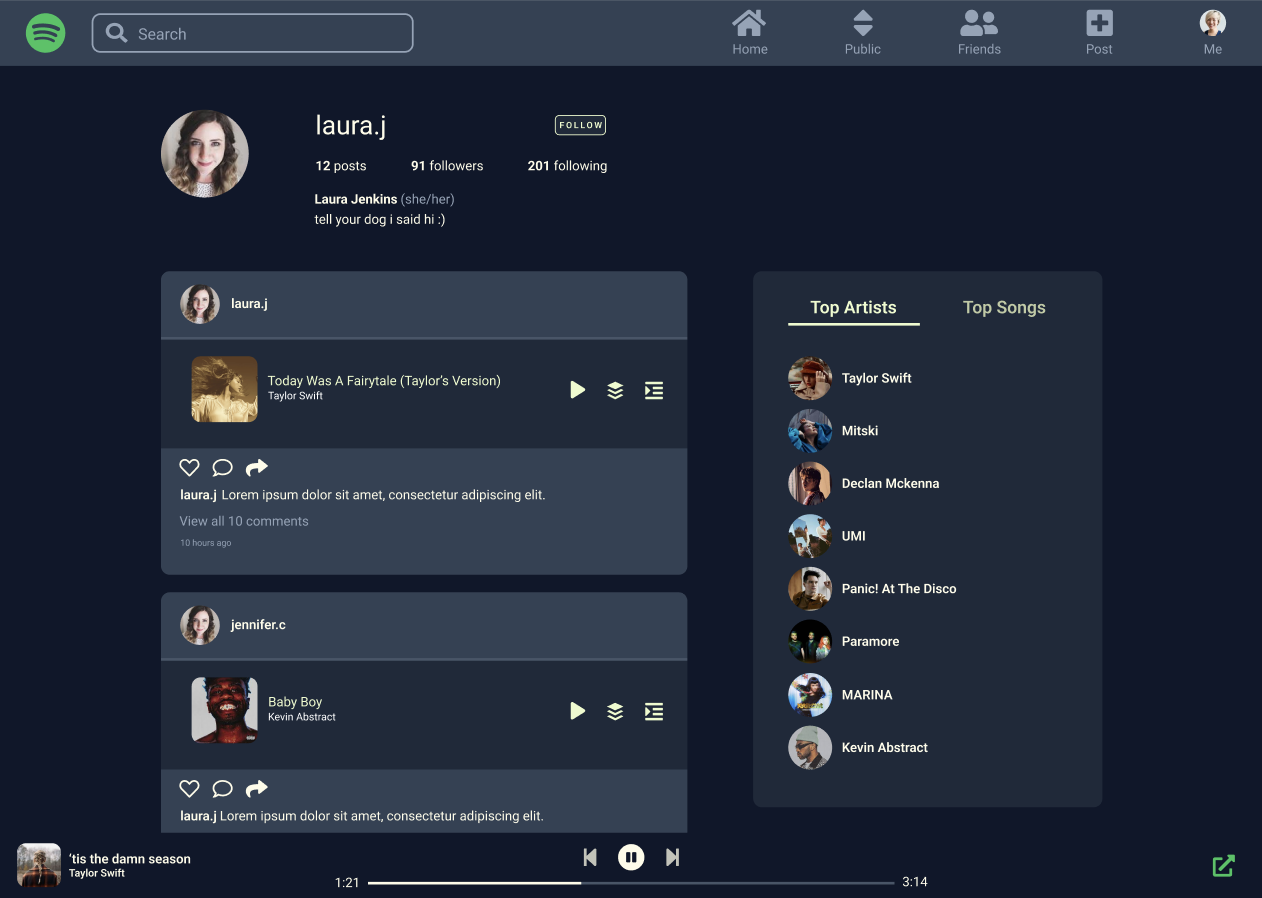 Search
Home
Public
Friends
Post
Me
laura.j
FOLLOW
12 posts
91 followers
201 following
Laura Jenkins (she/her)
tell your dog i said hi :)
laura.j
Today Was A Fairytale (Taylor's Version)
Taylor Swift
laura.j Lorem ipsum dolor sit amet, consectetur adipiscing elit.
View all 10 comments
10 hours ago
jennifer.c
Baby Boy
Kevin Abstract
laura.j Lorem ipsum dolor sit amet, consectetur adipiscing elit.
Top Artists
Top Songs
Taylor Swift
Mitski
Declan Mckenna
UMI
Panic! At The Disco
Paramore
MARINA
Kevin Abstract
'tis the damn season
Taylor Swift
1:21
3:14